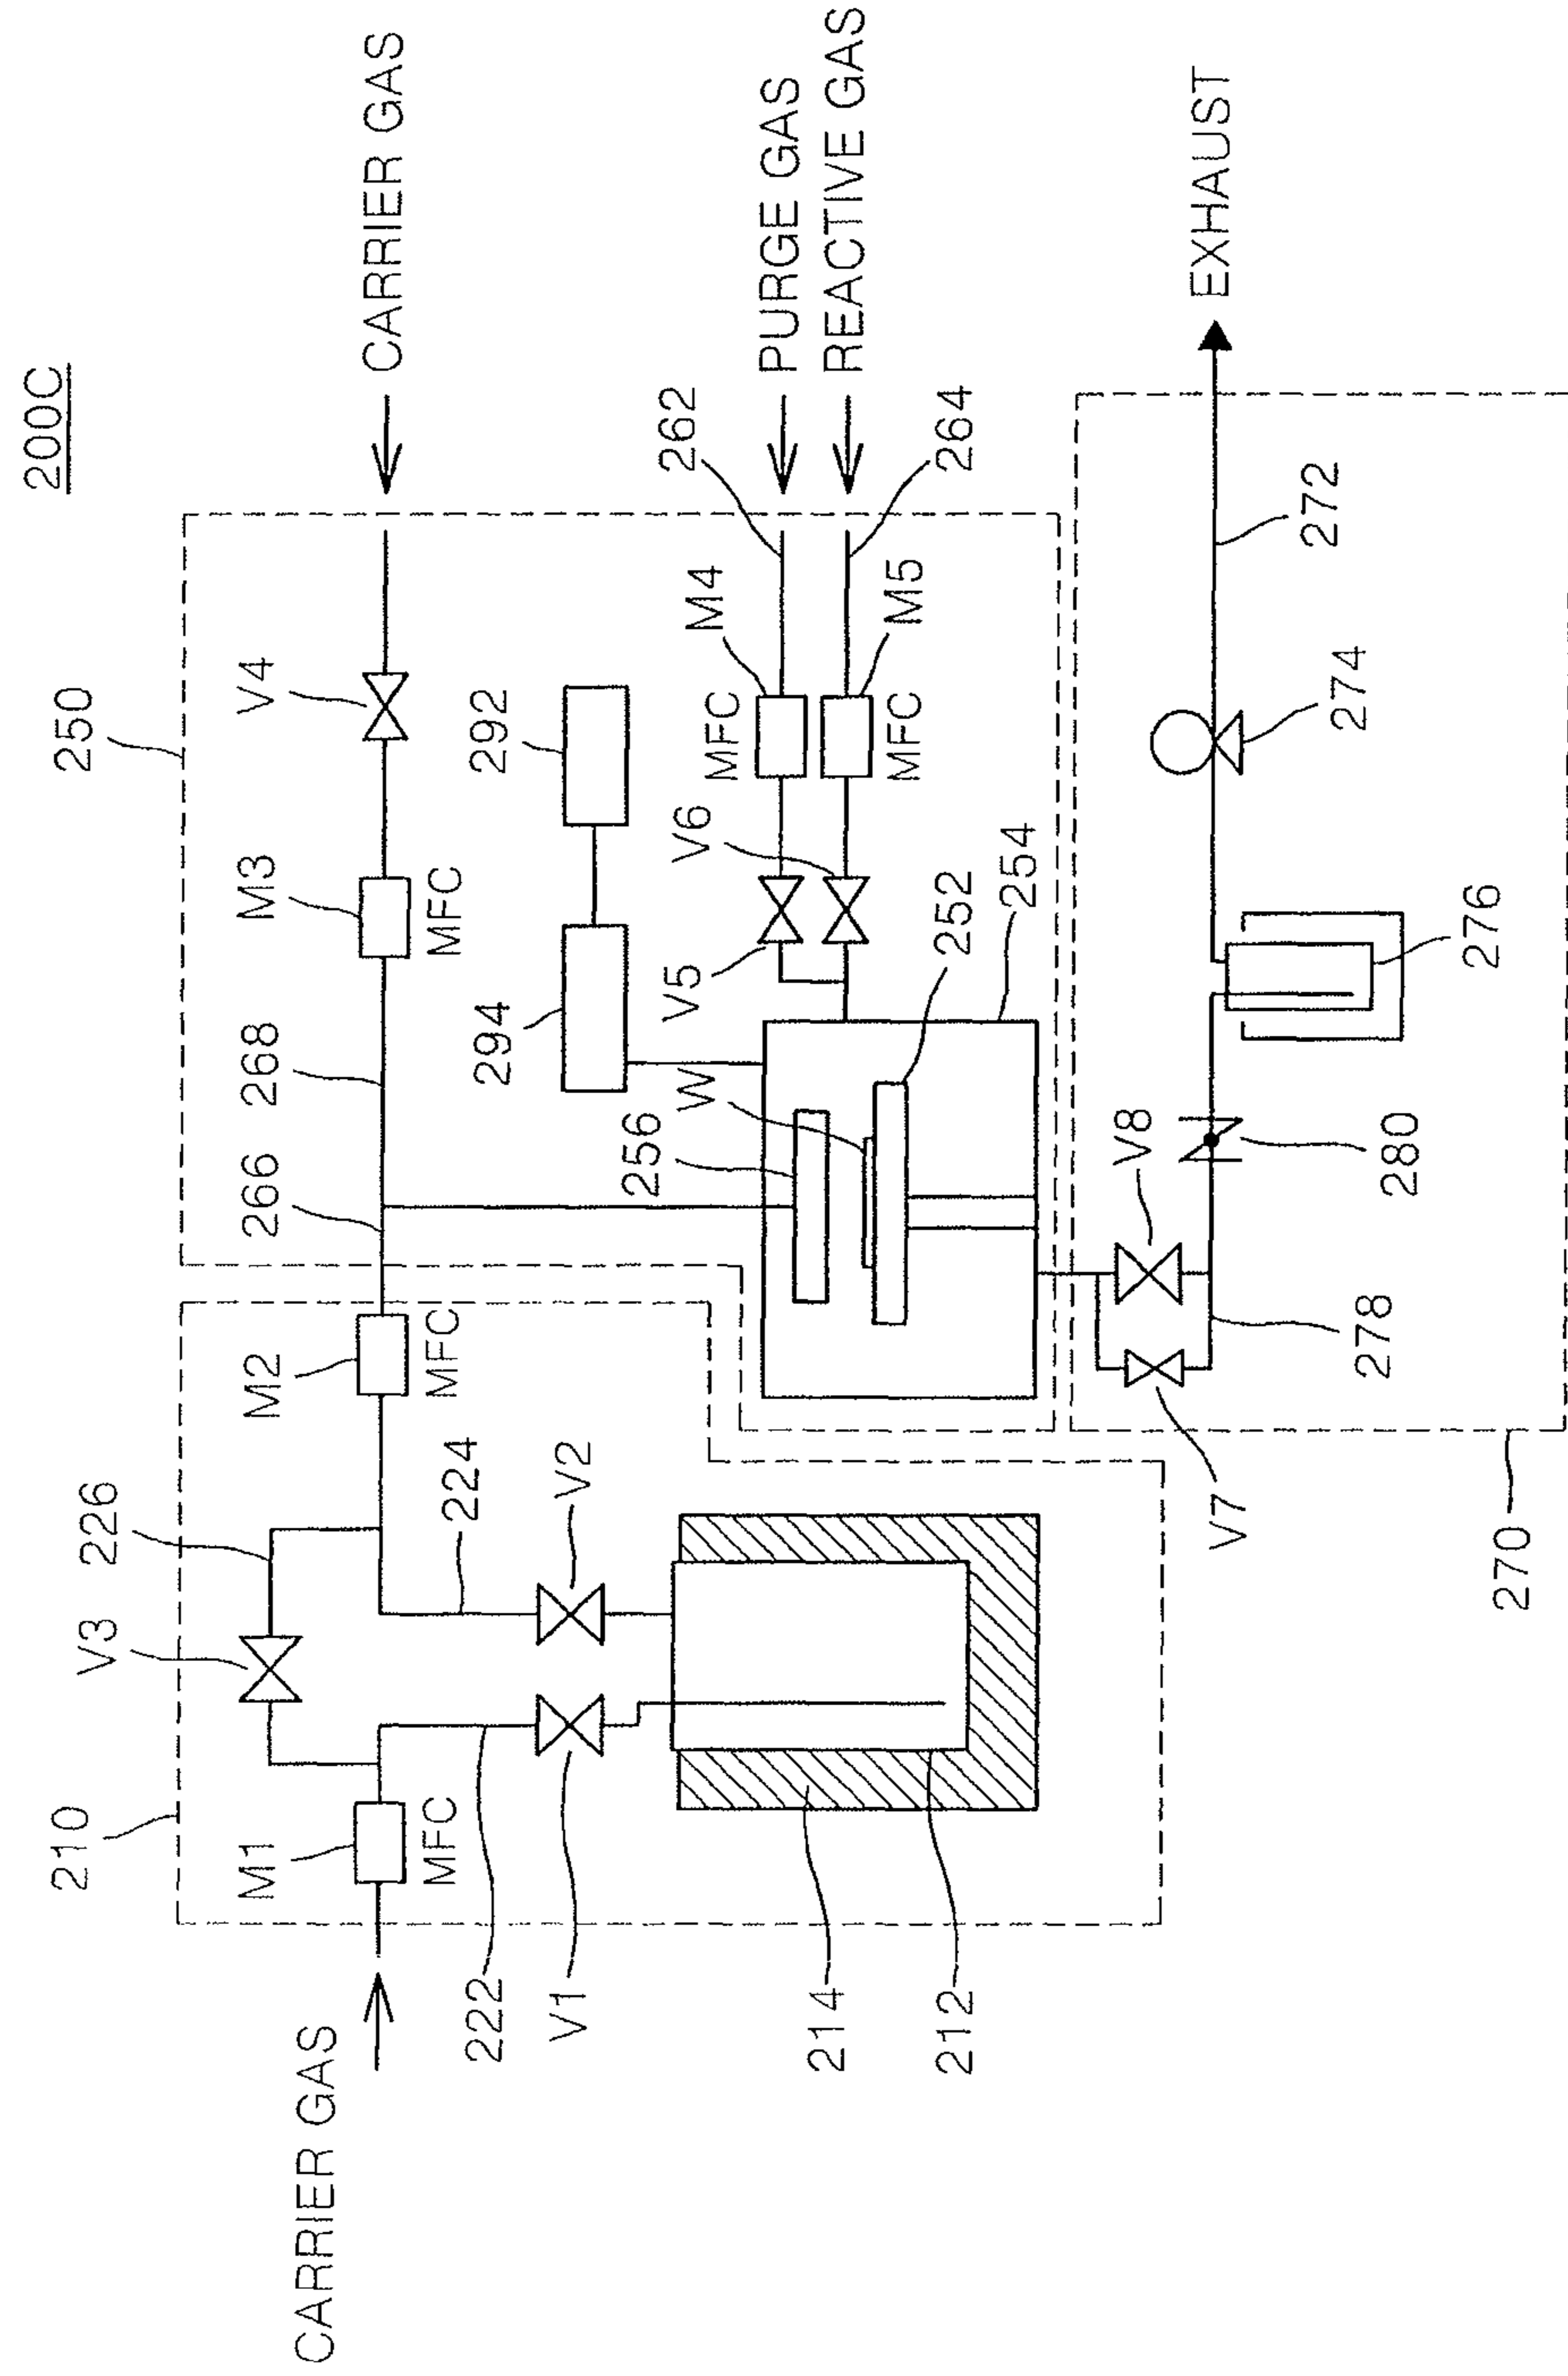 200C
250
CARRIER GAS
V4
M3
MFC
268
266
M2
MFC
226
V3
210
M1
MFC
CARRIER GAS
224
V2
222
V1
214
212
292
294
256
W
PURGE GAS
REACTIVE GAS
262
264
M4
MFC
M5
MFC
V6
V5
252
254
EXHAUST
272
274
276
280
V8
278
V7
270